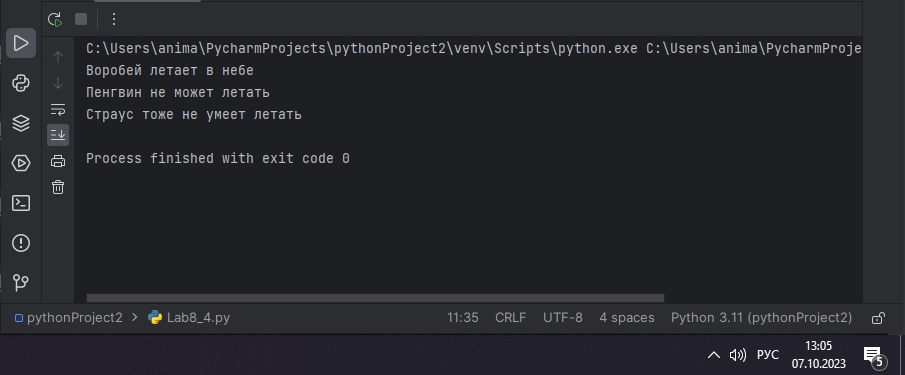 C:\Users\anima\PycharmProjects\pythonProject2\venv\Scripts\python.exe C:\Users\anima\PycharmProje
Воробей летает в небе
Пенгвин не может летать
Страус тоже не умеет летать
Process finished with exit code 0
pythonProject2 > Lab8_4.py 11:35 CRLF UTF-8 4 spaces Python 3.11 (pythonProject2)
13:05
РУС
07.10.2023
5